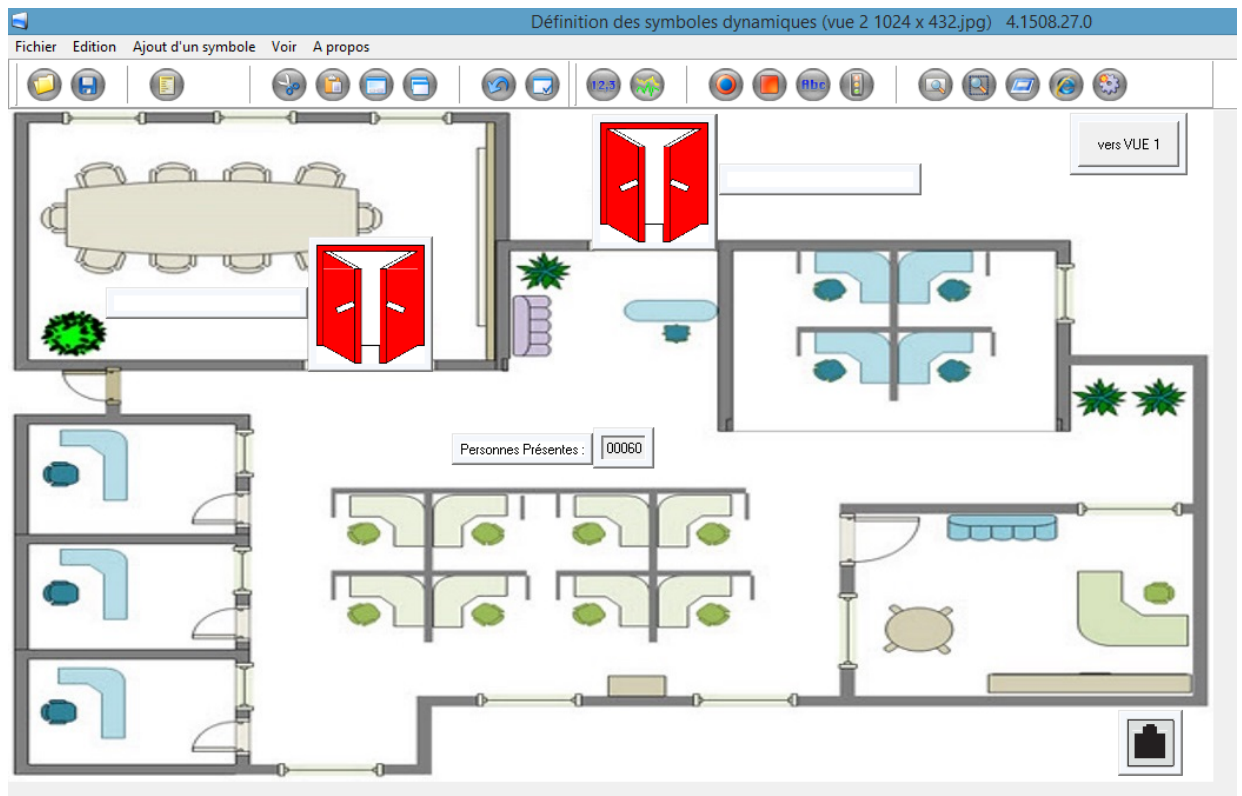 Définition des symboles dynamiques (vue 2 1024 x 432.jpg) 4.1508.27.0
Fichier Edition Ajout d'un symbole Voir A propos
12,3 Abc
vers VUE 1
Personnes Présentes : 00060